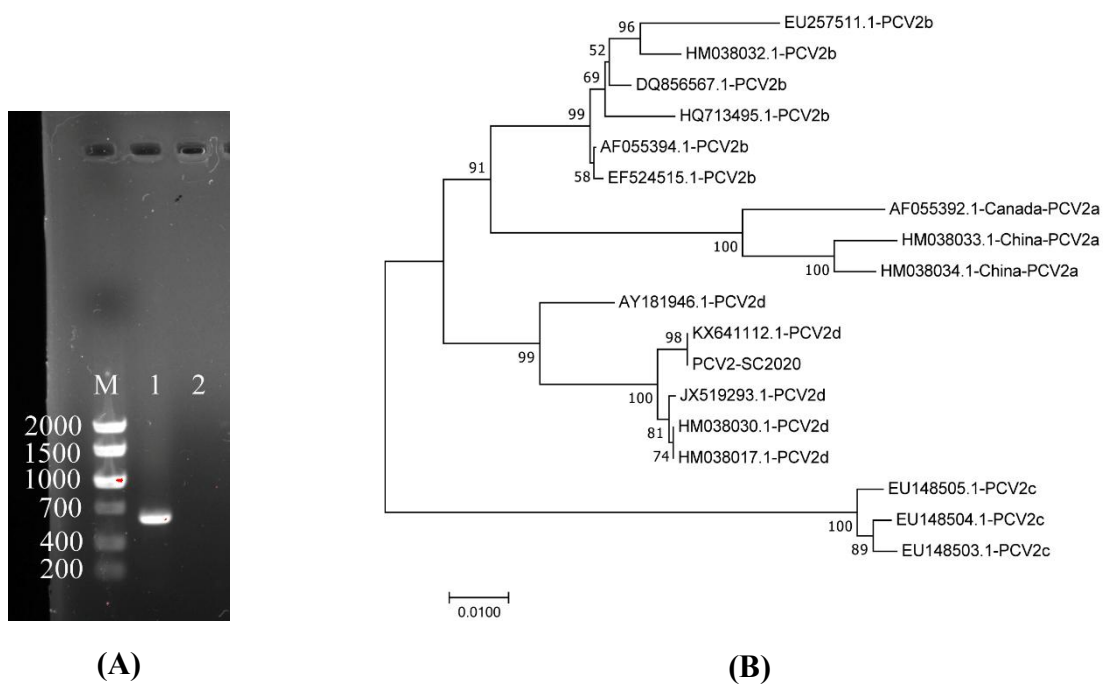 M 1 2
2000
1500
1000
700
400
200
(A)
96
EU257511.1-PCV2b
52
HM038032.1-PCV2b
69
DQ856567.1-PCV2b
99
HQ713495.1-PCV2b
AF055394.1-PCV2b
58
EF524515.1-PCV2b
91
AF055392.1-Canada-PCV2a
100
HM038033.1-China-PCV2a
100
HM038034.1-China-PCV2a
AY181946.1-PCV2d
99
98
KX641112.1-PCV2d
PCV2-SC2020
100
JX519293.1-PCV2d
81
HM038030.1-PCV2d
74
HM038017.1-PCV2d
EU148505.1-PCV2c
100
EU148504.1-PCV2c
89
EU148503.1-PCV2c
0.0100
(B)